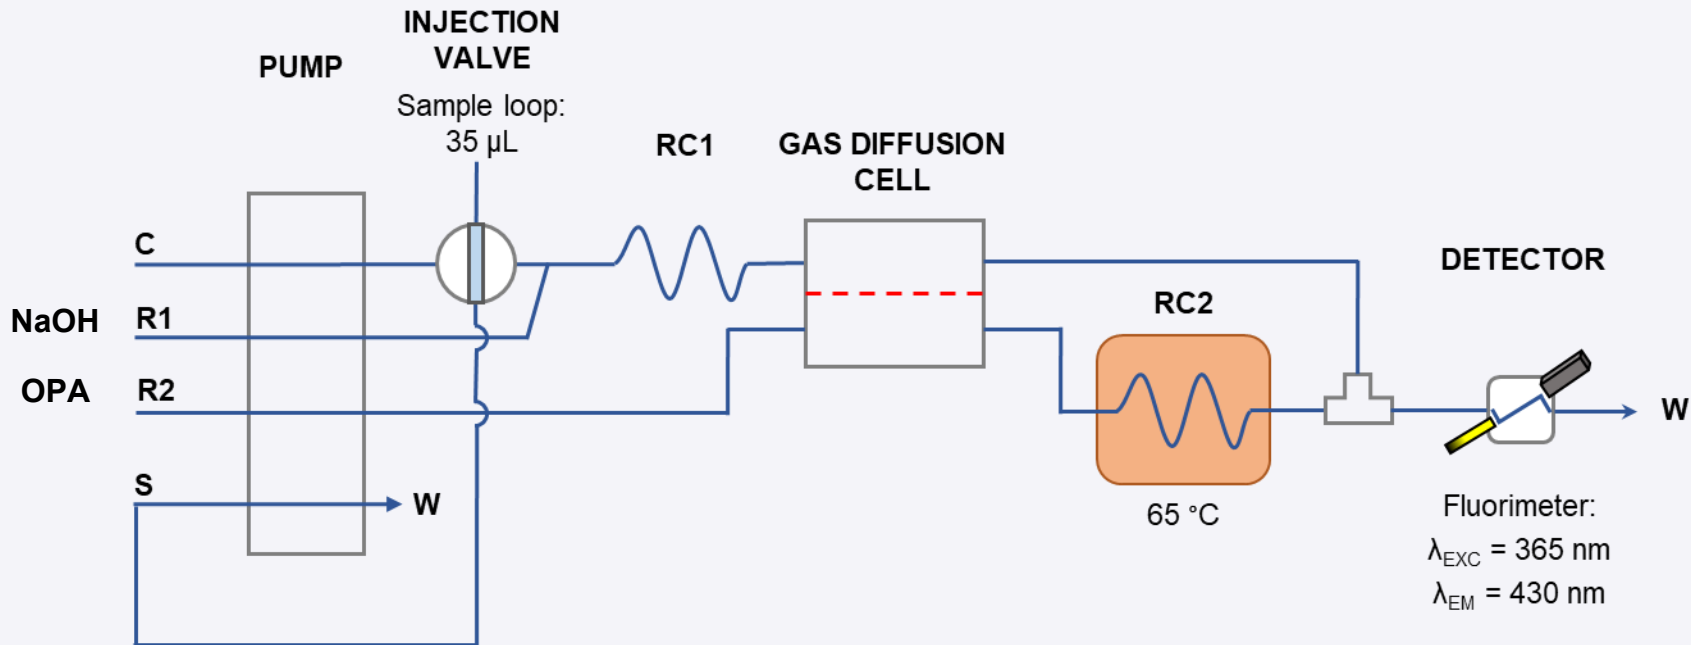 INJECTION
VALVE
PUMP
Sample loop:
35 µL
RC1
GAS DIFFUSION
CELL
C
DETECTOR
RC2
NaOH
R1
OPA
R2
W
S
W
65 °C
Fluorimeter:
λEXC = 365 nm
λEM = 430 nm